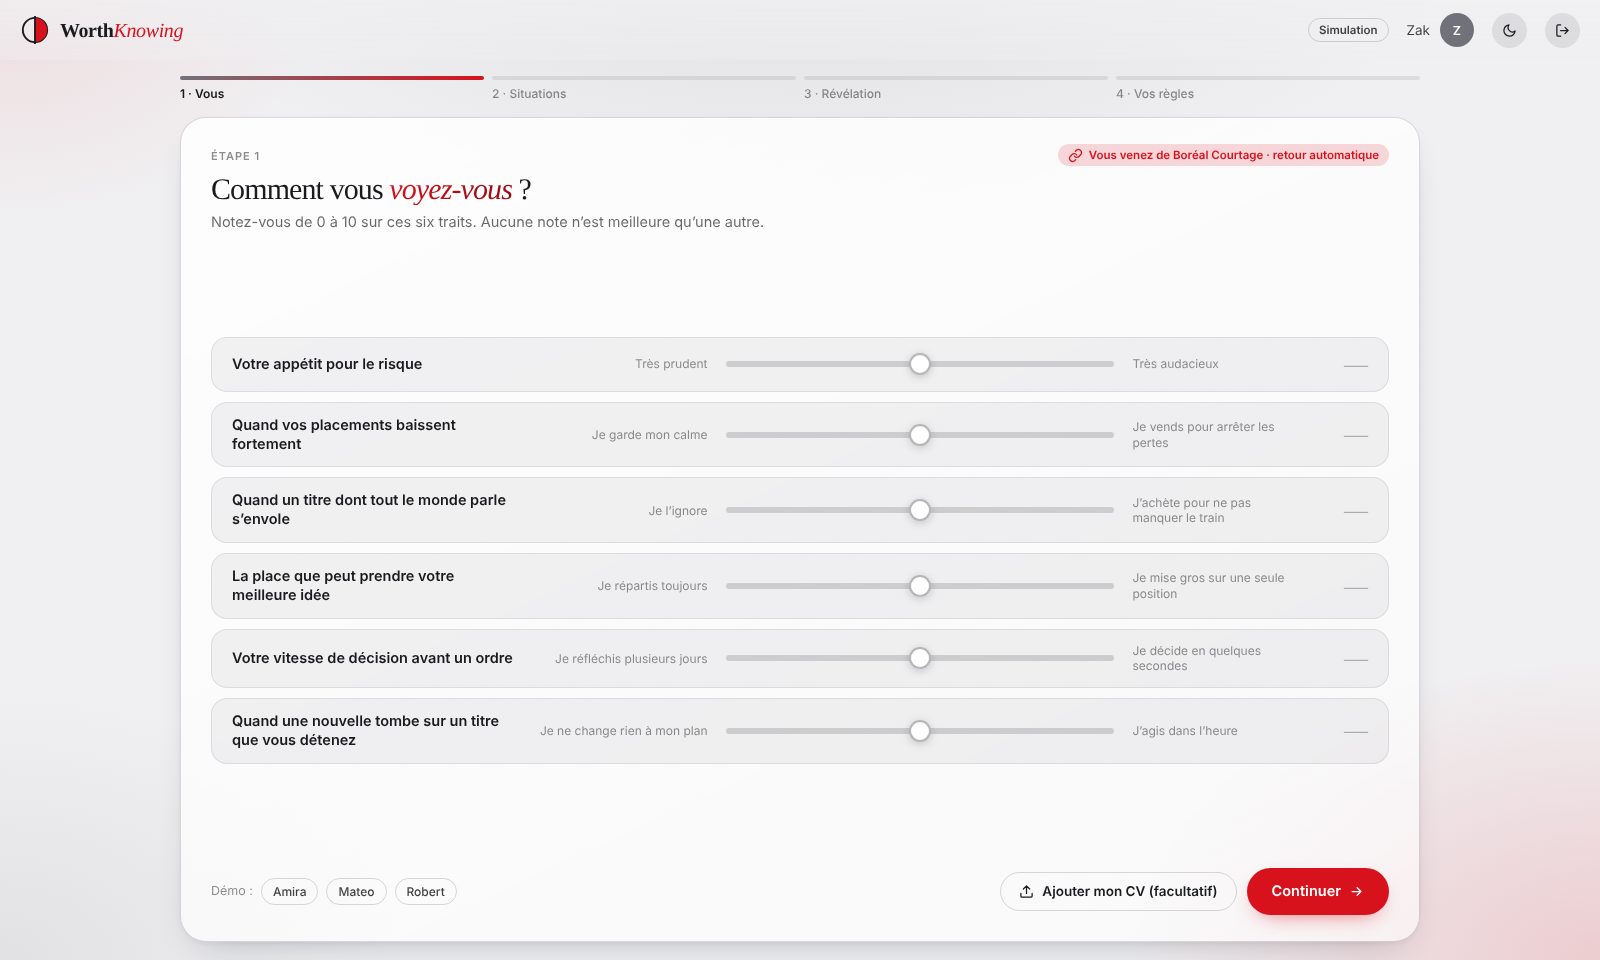 WorthKnowing
Simulation
Zak
Z
1 · Vous
2 · Situations
3 · Révélation
4 · Vos règles
ÉTAPE 1
Vous venez de Boréal Courtage · retour automatique
Comment vous voyez-vous ?
Notez-vous de 0 à 10 sur ces six traits. Aucune note n’est meilleure qu’une autre.
Votre appétit pour le risque
Très prudent
Très audacieux
—
Quand vos placements baissent
fortement
Je garde mon calme
Je vends pour arrêter les
pertes
—
Quand un titre dont tout le monde parle
s’envole
Je l’ignore
J’achète pour ne pas
manquer le train
—
La place que peut prendre votre
meilleure idée
Je répartis toujours
Je mise gros sur une seule
position
—
Votre vitesse de décision avant un ordre
Je réfléchis plusieurs jours
Je décide en quelques
secondes
—
Quand une nouvelle tombe sur un titre
que vous détenez
Je ne change rien à mon plan
J’agis dans l’heure
—
Démo :
Amira
Mateo
Robert
Ajouter mon CV (facultatif)
Continuer →